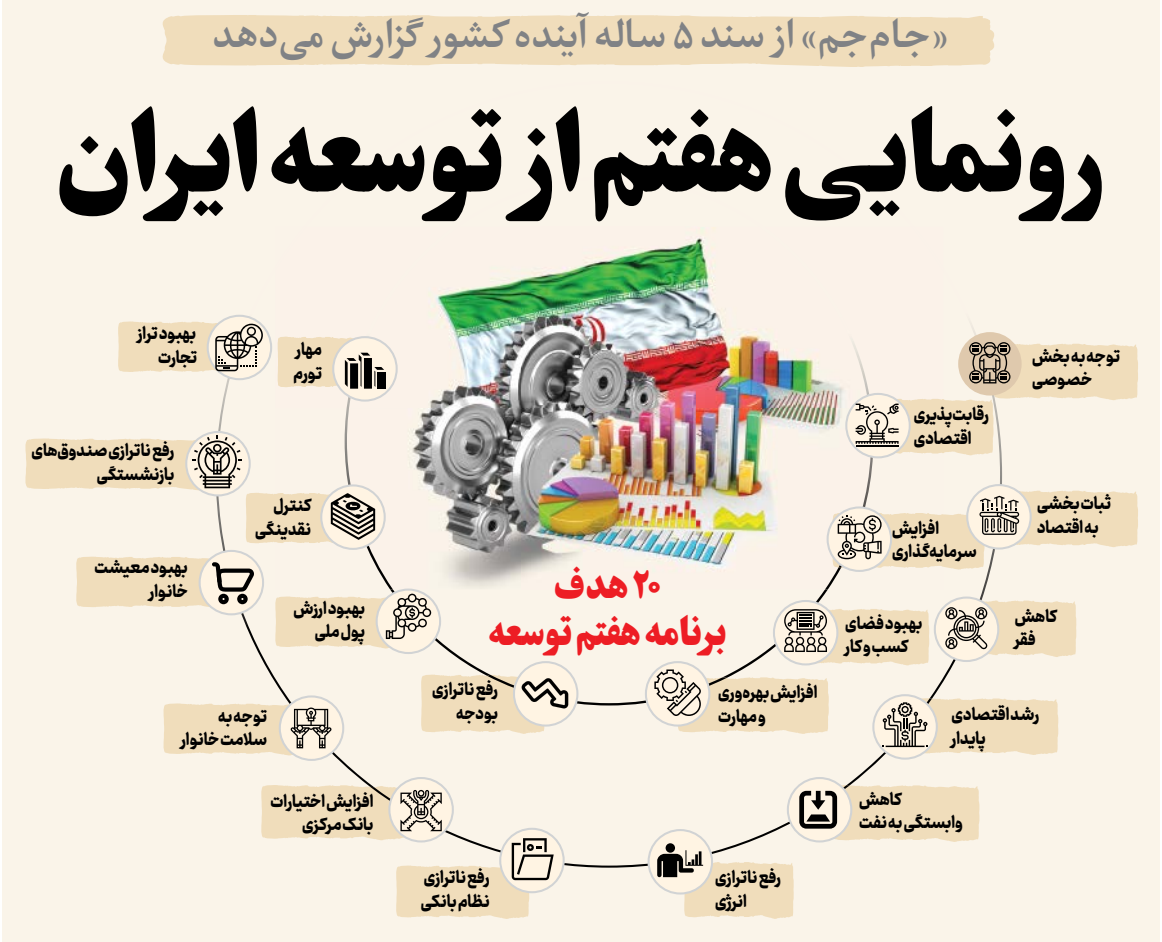 «جام‌جم» از سند ۵ ساله آینده کشور گزارش می‌دهد
رونمایی هفتم از توسعه ایران
۲۰ هدف
برنامه هفتم توسعه
توجه به بخش
خصوصی
ثبات بخشی
به اقتصاد
کاهش
فقر
رشد اقتصادی
پایدار
کاهش
وابستگی به نفت
رفع ناترازی
انرژی
رفع ناترازی
نظام بانکی
افزایش اختیارات
بانک مرکزی
توجه به
سلامت خانوار
بهبود معیشت
خانوار
رفع ناترازی صندوق‌های
بازنشستگی
بهبود تراز
تجارت
رقابت‌پذیری
اقتصادی
افزایش
سرمایه‌گذاری
بهبود فضای
کسب و کار
افزایش بهره‌وری
و مهارت
رفع ناترازی
بودجه
بهبود ارزش
پول ملی
کنترل
نقدینگی
مهار
تورم